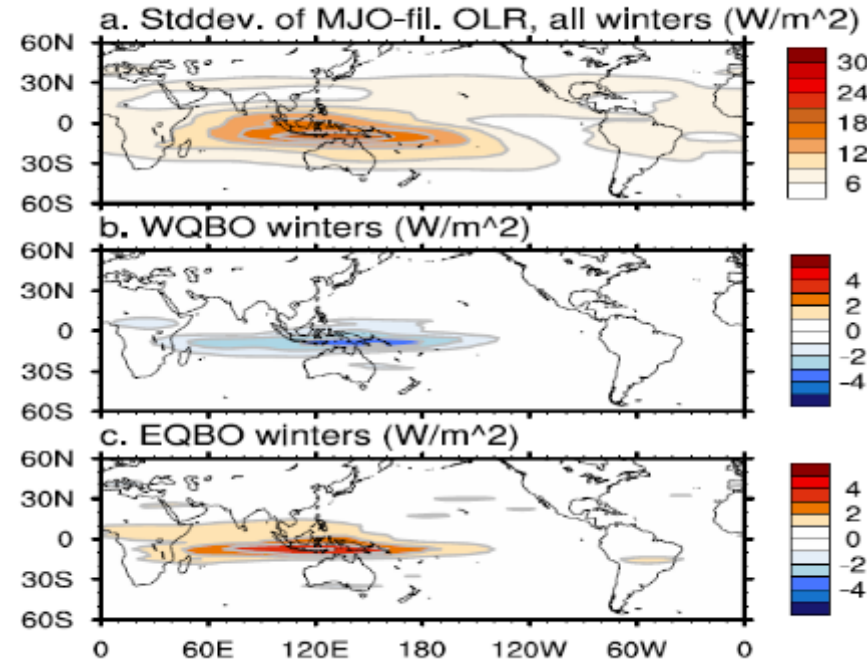 a. Stddev. of MJO-fil. OLR, all winters (W/m^2)
60N
30N
0
30S
60S
30
24
18
12
6
b. WQBO winters (W/m^2)
60N
30N
0
30S
60S
4
2
0
-2
-4
c. EQBO winters (W/m^2)
60N
30N
0
30S
60S
4
2
0
-2
-4
0 60E 120E 180 120W 60W 0